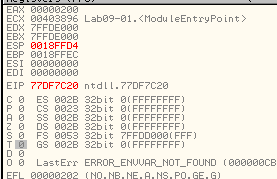 EAX 00000200
ECX 00403896 Lab09-01.<ModuleEntryPoint>
EDX 7FFDE000
EBX 7FFDE000
ESP 0018FFD4
EBP 0018FFEC
ESI 00000000
EDI 00000000
EIP 77DF7C20 ntdll.77DF7C20
C 0 ES 002B 32bit 0(FFFFFFFF)
P 0 CS 0023 32bit 0(FFFFFFFF)
A 0 SS 002B 32bit 0(FFFFFFFF)
Z 0 DS 002B 32bit 0(FFFFFFFF)
S 0 FS 0053 32bit 7FFDD000(FFF)
T 0 GS 002B 32bit 0(FFFFFFFF)
D 0
O 0 LastErr ERROR_ENVVAR_NOT_FOUND (000000CB
EFL 00000202 (NO,NB,NE,A,NS,PO,GE,G)